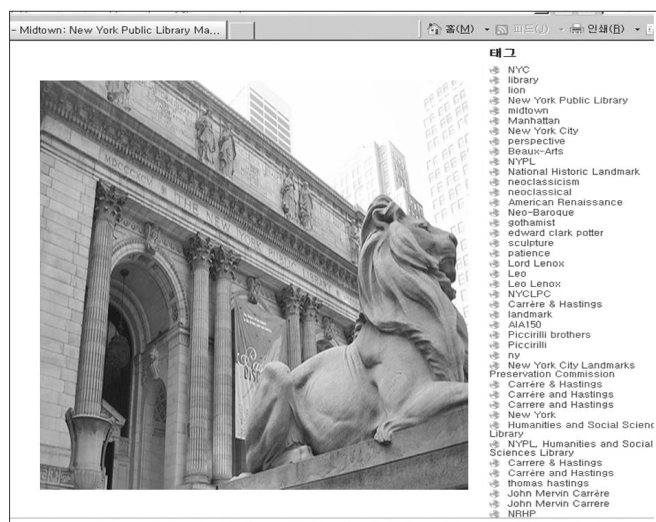 - Midtown: New York Public Library Ma...
홈(M)
피드(J)
인쇄(R)
태그
NYC
library
lion
New York Public Library
midtown
Manhattan
New York City
perspective
Beaux-Arts
NYPL
National Historic Landmark
neoclassicism
neoclassical
American Renaissance
Neo-Baroque
gothamist
edward clark potter
sculpture
patience
Lord Lenox
Leo
Leo Lenox
NYCLPC
Carrère & Hastings
landmark
AIA150
Piccirilli brothers
Piccirilli
ny
New York City Landmarks
Preservation Commission
Carrére & Hastings
Carrére and Hastings
Carrere and Hastings
New York
Humanities and Social Scienc
Library
NYPL, Humanities and Social
Sciences Library
Carrere & Hastings
Carrère and Hastings
thomas hastings
John Mervin Carrère
John Mervin Carrere
NRHP
THE NEW YORK PUBLIC LIBRARY